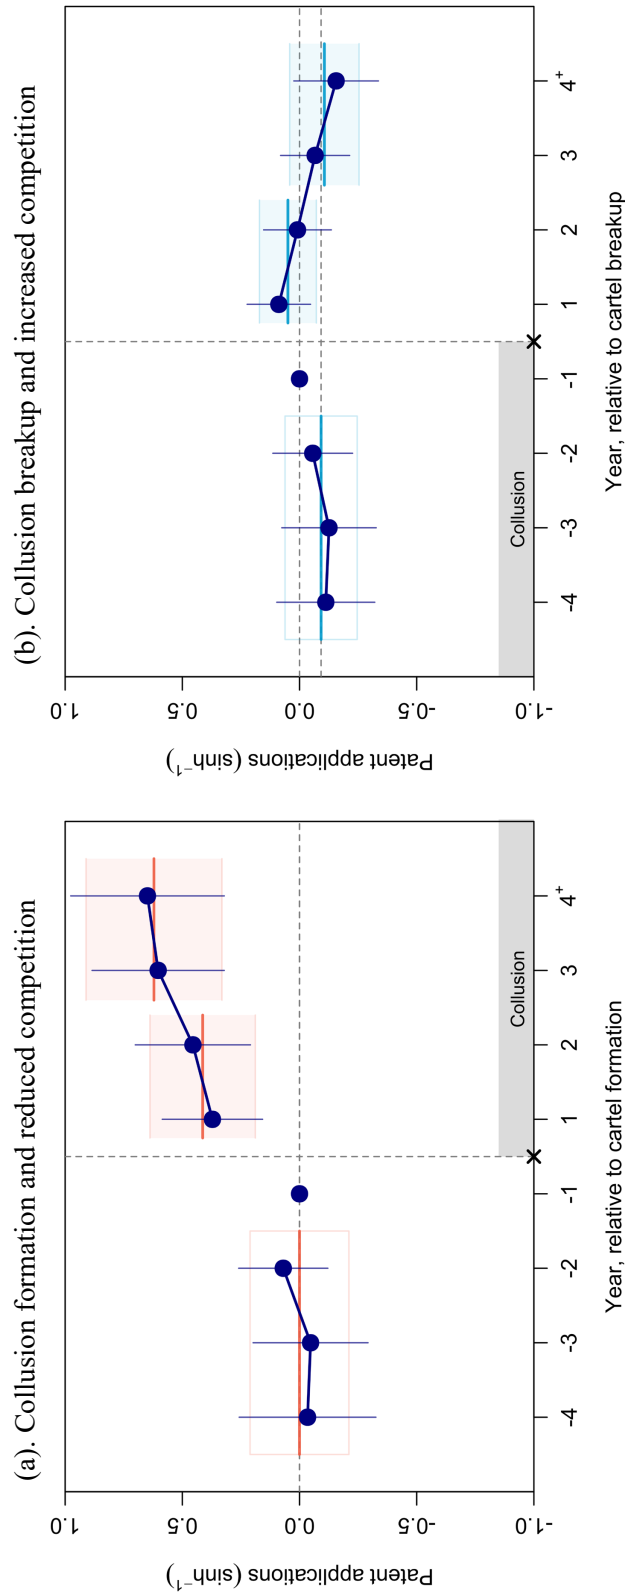 (a). Collusion formation and reduced competition
Patent applications (sinh⁻¹)
1.0
0.5
0.0
-0.5
-1.0
Collusion
-4 -3 -2 -1 1 2 3 4⁺
Year, relative to cartel formation
(b). Collusion breakup and increased competition
Patent applications (sinh⁻¹)
1.0
0.5
0.0
-0.5
-1.0
Collusion
-4 -3 -2 -1 1 2 3 4⁺
Year, relative to cartel breakup